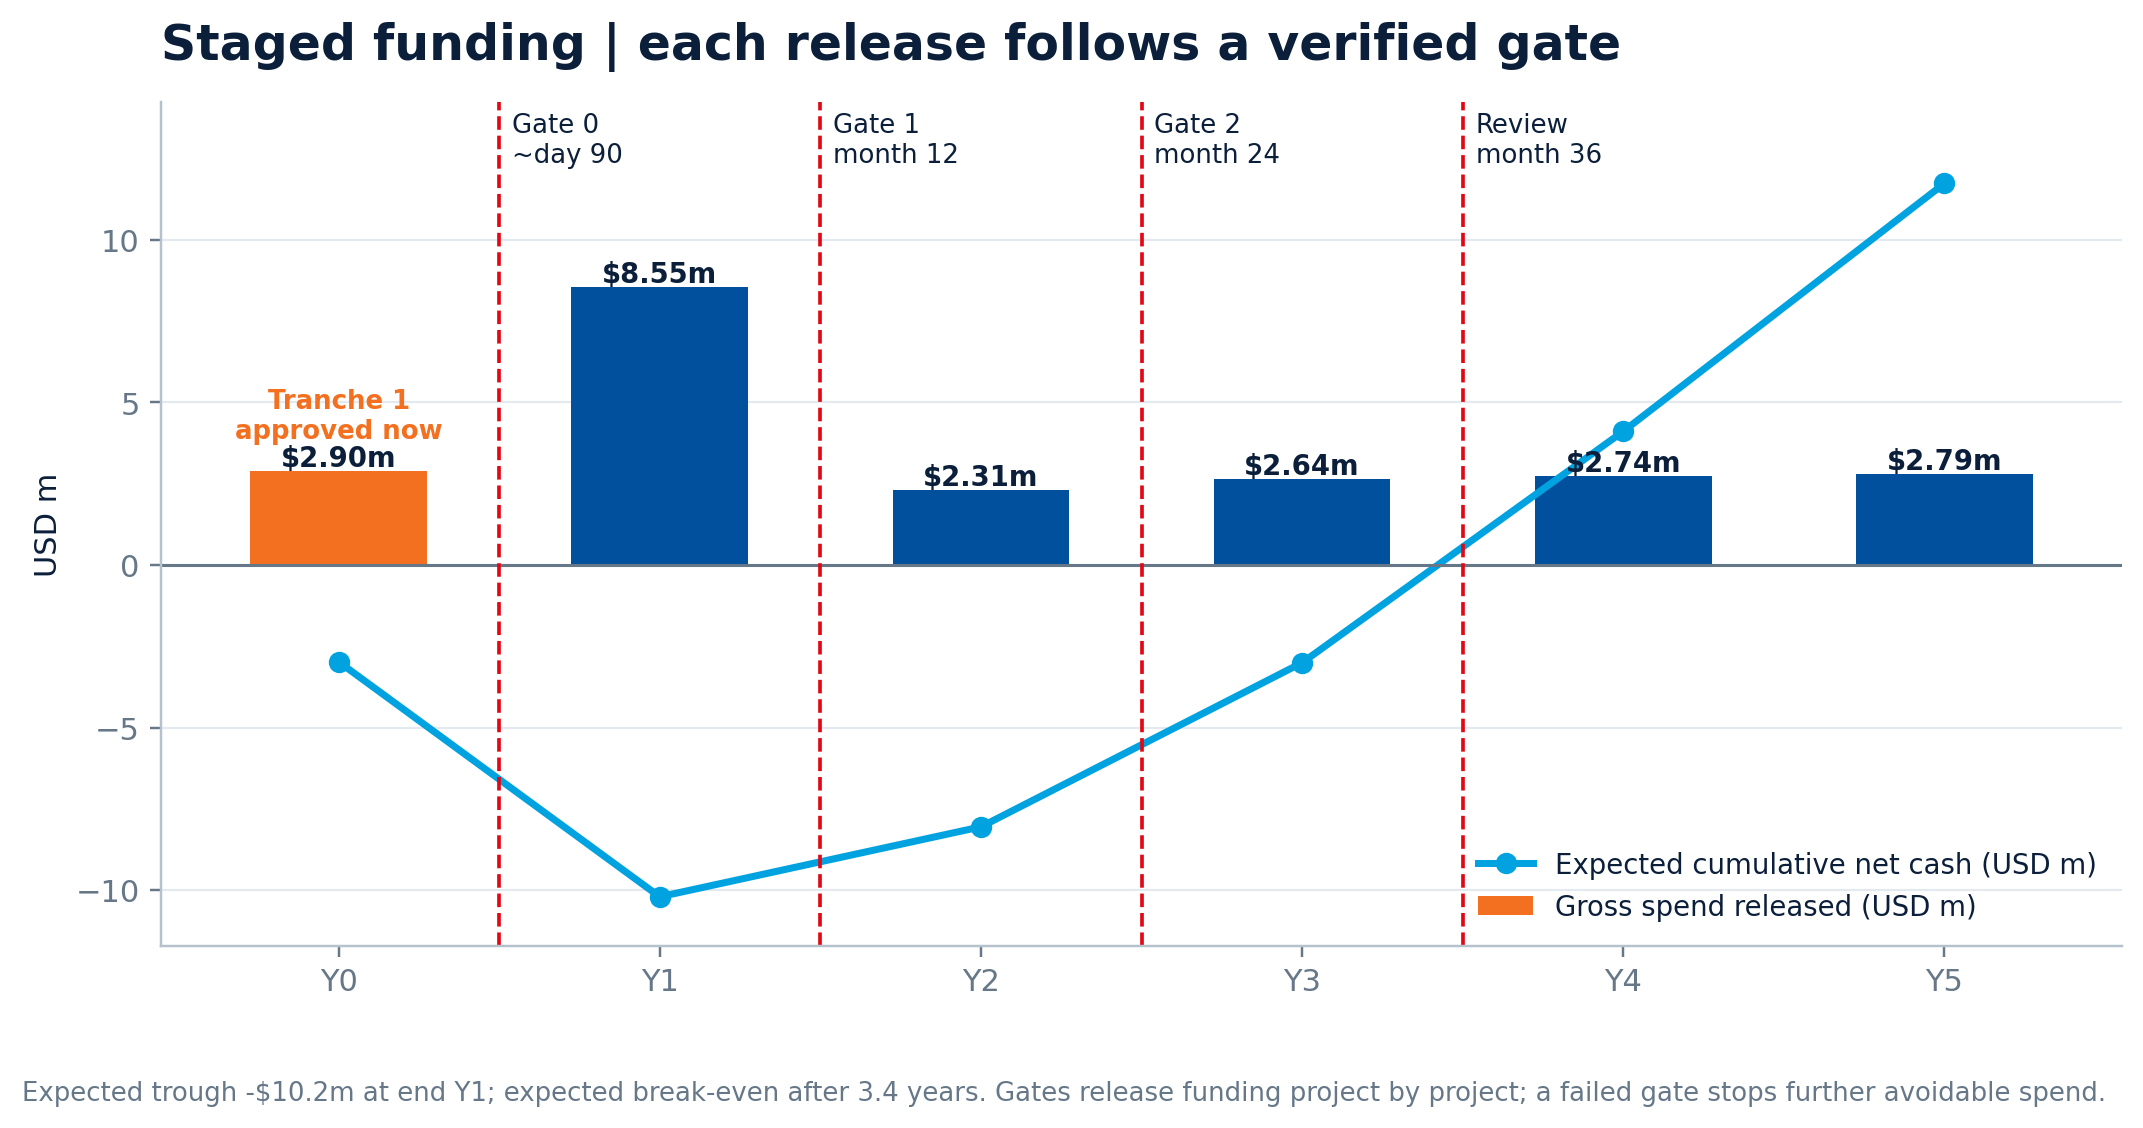 Staged funding | each release follows a verified gate
Gate 0
~day 90
Gate 1
month 12
Gate 2
month 24
Review
month 36
10
5
0
−5
−10
USD m
Tranche 1
approved now
$2.90m
$8.55m
$2.31m
$2.64m
$2.74m
$2.79m
Expected cumulative net cash (USD m)
Gross spend released (USD m)
Y0
Y1
Y2
Y3
Y4
Y5
Expected trough -$10.2m at end Y1; expected break-even after 3.4 years. Gates release funding project by project; a failed gate stops further avoidable spend.